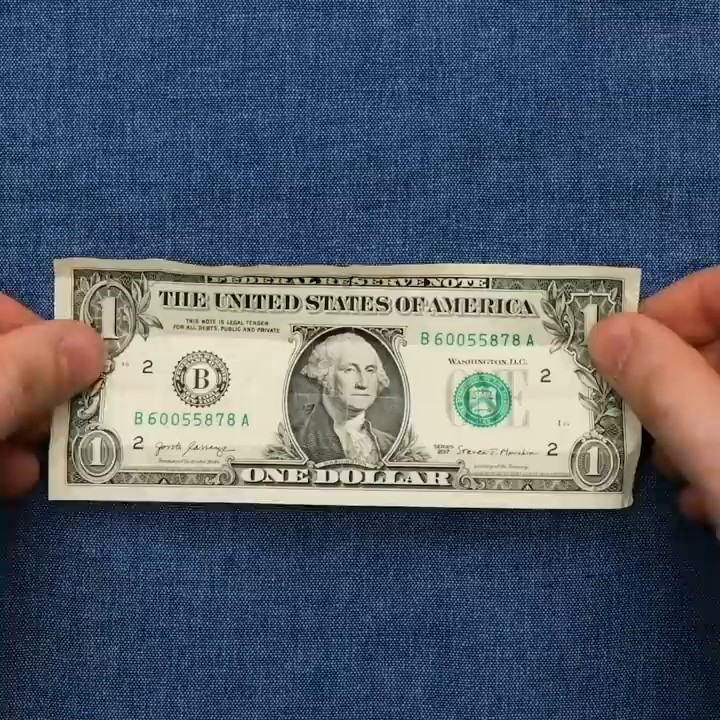 FEDERAL RESERVE NOTE
THE UNITED STATES OF AMERICA
1
1
THIS NOTE IS LEGAL TENDER
FOR ALL DEBTS, PUBLIC AND PRIVATE
B 60055878 A
WASHINGTON, D.C.
2
B
ONE
2
B 60055878 A
2
SERIES
2017
2
1
ONE DOLLAR
1